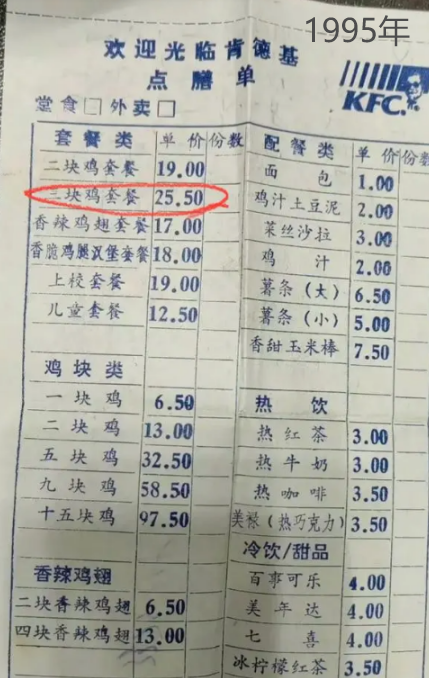 1995年
欢迎光临肯德基
点膳单
KFC.
堂食□外卖□
套餐类 单价 份数
二块鸡套餐 19.00
三块鸡套餐 25.50
香辣鸡翅套餐 17.00
香脆鸡腿汉堡套餐 18.00
上校套餐 19.00
儿童套餐 12.50
鸡块类
一块鸡 6.50
二块鸡 13.00
五块鸡 32.50
九块鸡 58.50
十五块鸡 97.50
香辣鸡翅
二块香辣鸡翅 6.50
四块香辣鸡翅 13.00
配餐类 单价 份数
面包 1.00
鸡汁土豆泥 2.00
菜丝沙拉 3.00
鸡汁 2.00
薯条（大） 6.50
薯条（小） 5.00
香甜玉米棒 7.50
热饮
热红茶 3.00
热牛奶 3.00
热咖啡 3.50
美禄（热巧克力） 3.50
冷饮/甜品
百事可乐 4.00
美年达 4.00
七喜 4.00
冰柠檬红茶 3.50